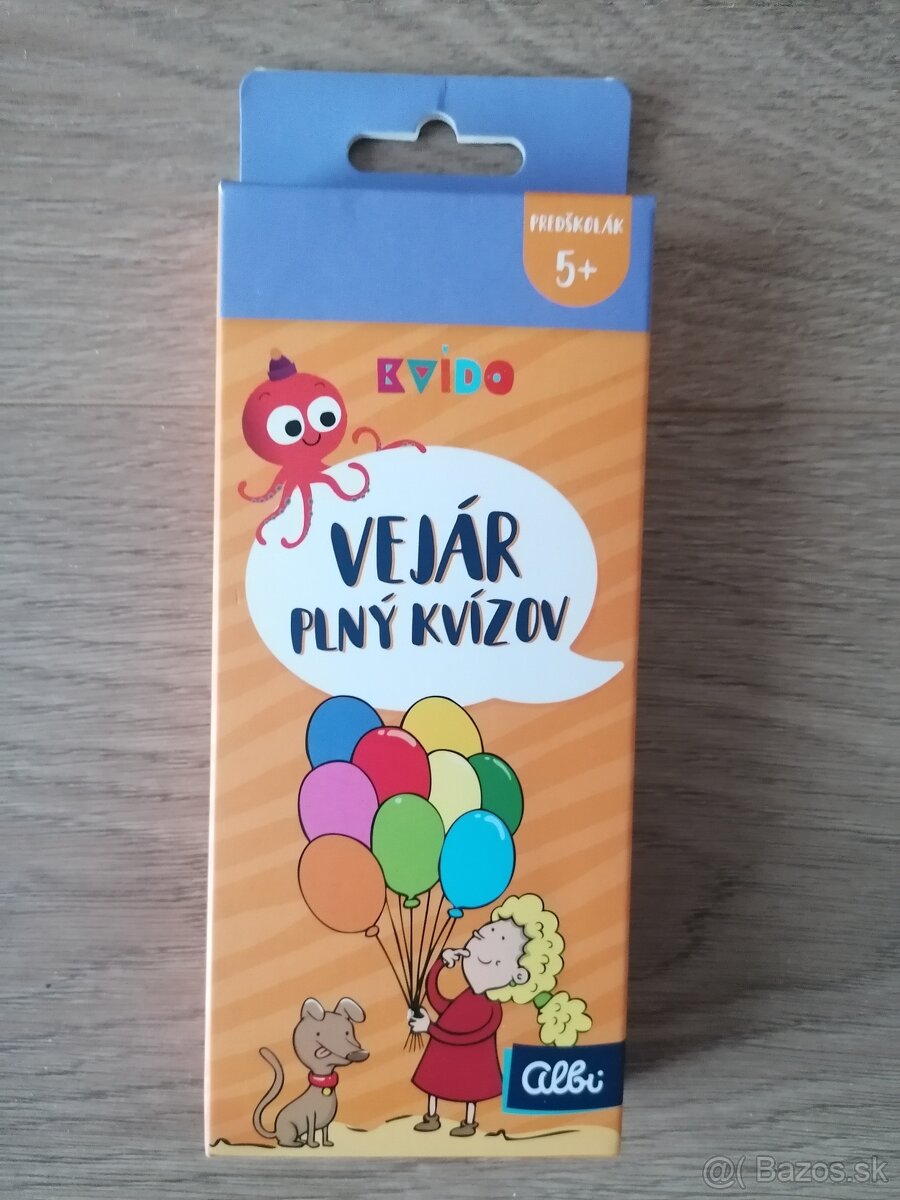 PREDŠKOLÁK
5+
KVIDO
VEJÁR
PLNÝ KVÍZOV
albi
@( Bazos.sk